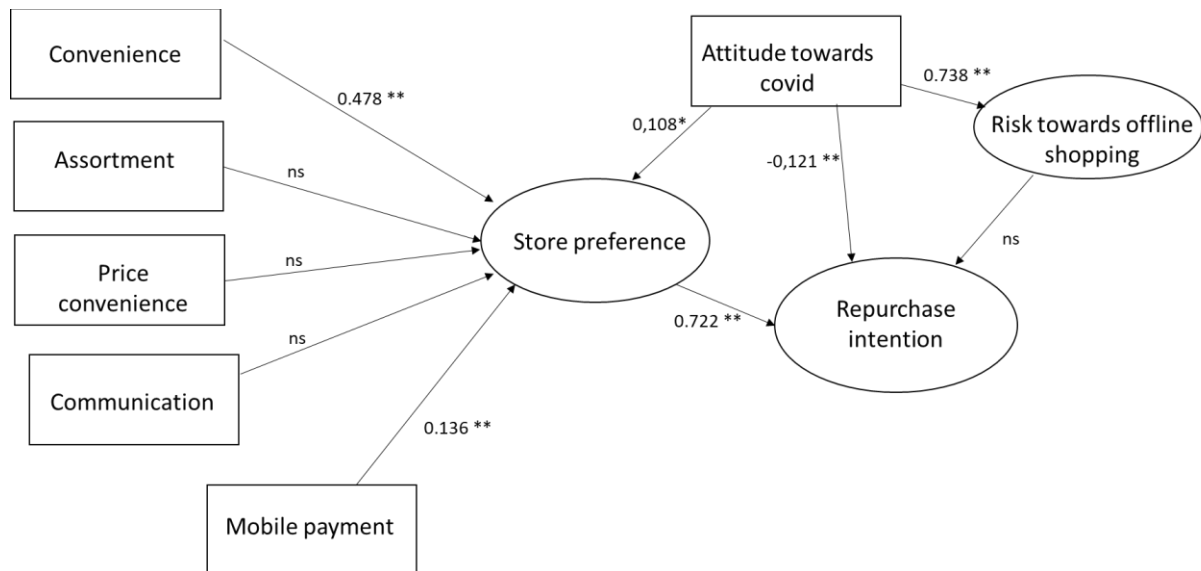 Convenience
Attitude towards
covid
0.738 **
0.478 **
0,108*
Risk towards offline
shopping
Assortment
-0,121 **
ns
Store preference
ns
Price
convenience
ns
Repurchase
intention
0.722 **
ns
Communication
0.136 **
Mobile payment